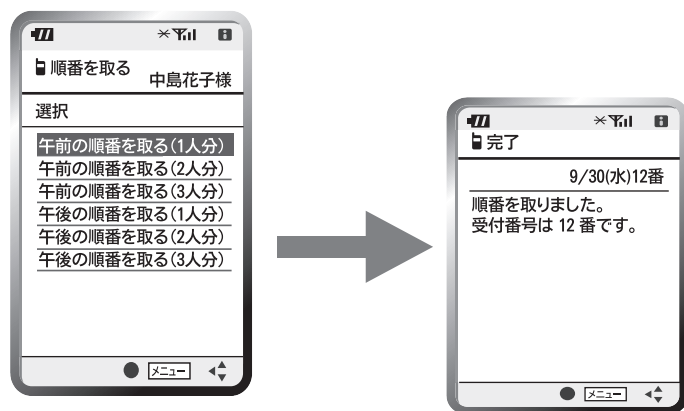 順番を取る
中島花子様
選択
午前の順番を取る(1人分)
午前の順番を取る(2人分)
午前の順番を取る(3人分)
午後の順番を取る(1人分)
午後の順番を取る(2人分)
午後の順番を取る(3人分)
メニュー
完了
9/30(水)12番
順番を取りました。
受付番号は 12 番です。
メニュー